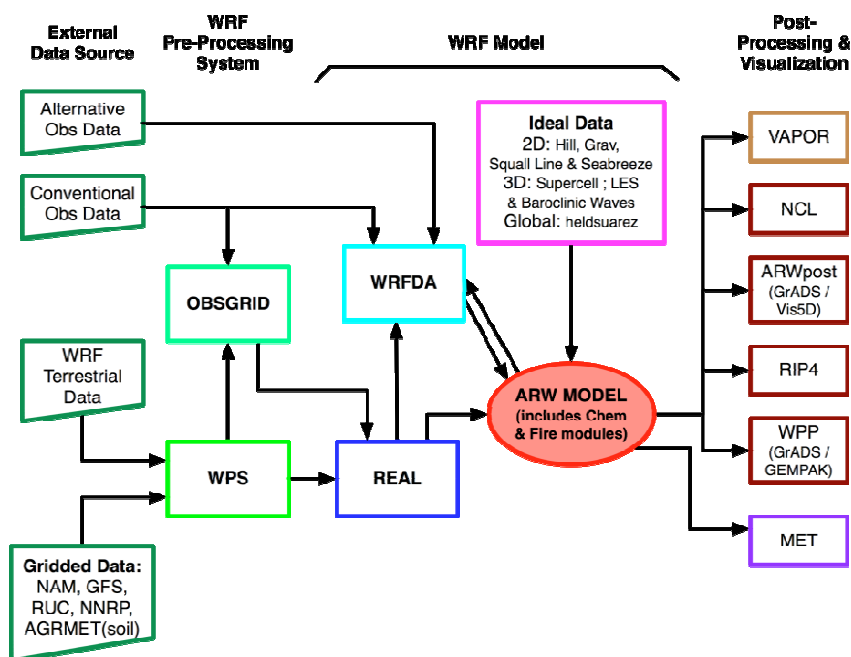 External
Data Source
WRF
Pre-Processing
System
WRF Model
Post-
Processing &
Visualization
Alternative
Obs Data
Conventional
Obs Data
WRF
Terrestrial
Data
Gridded Data:
NAM, GFS,
RUC, NNRP,
AGRMET(soil)
OBSGRID
WPS
WRFDA
REAL
Ideal Data
2D: Hill, Grav,
Squall Line & Seabreeze
3D: Supercell ; LES
& Baroclinic Waves
Global: heldsuarez
ARW MODEL
(includes Chem
& Fire modules)
VAPOR
NCL
ARWpost
(GrADS /
Vis5D)
RIP4
WPP
(GrADS /
GEMPAK)
MET